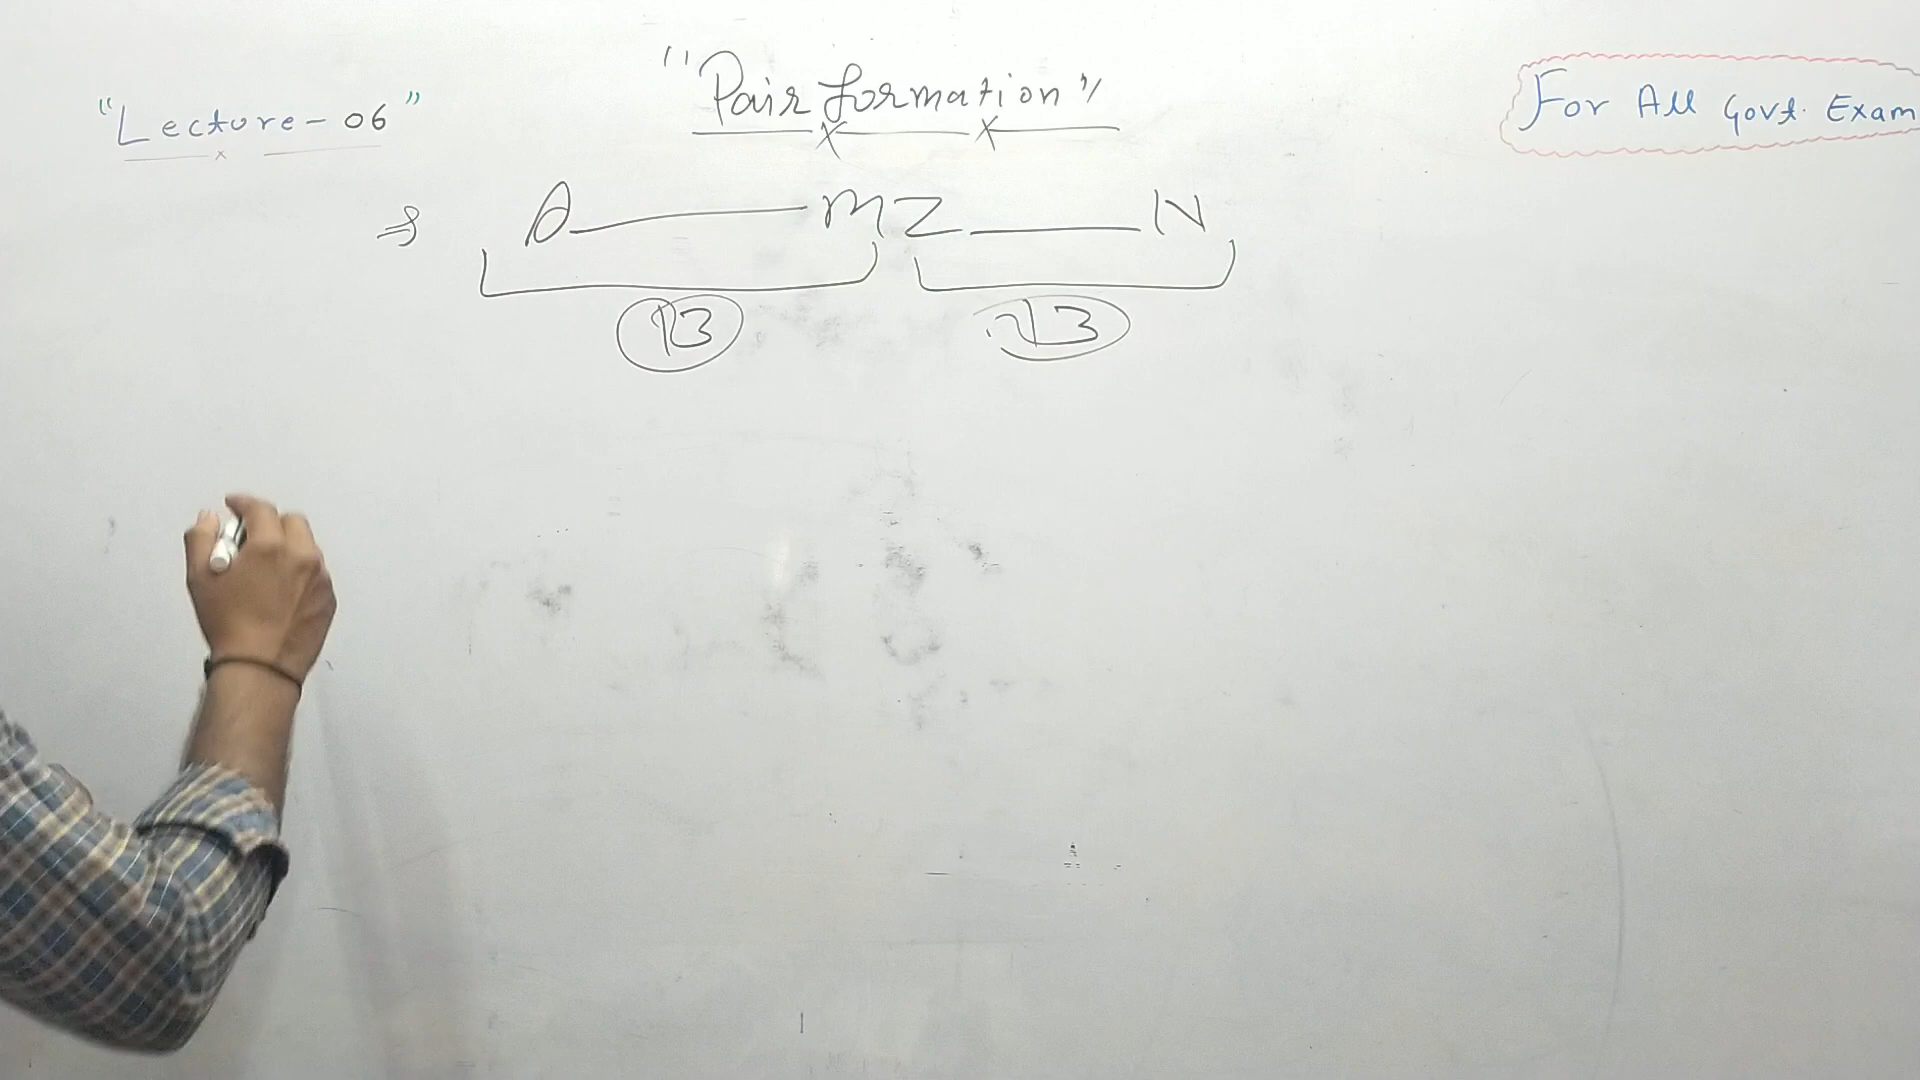 "Pair formation"
"Lecture-06"
For All Govt. Exam
⇒ A——M Z——N
13 13